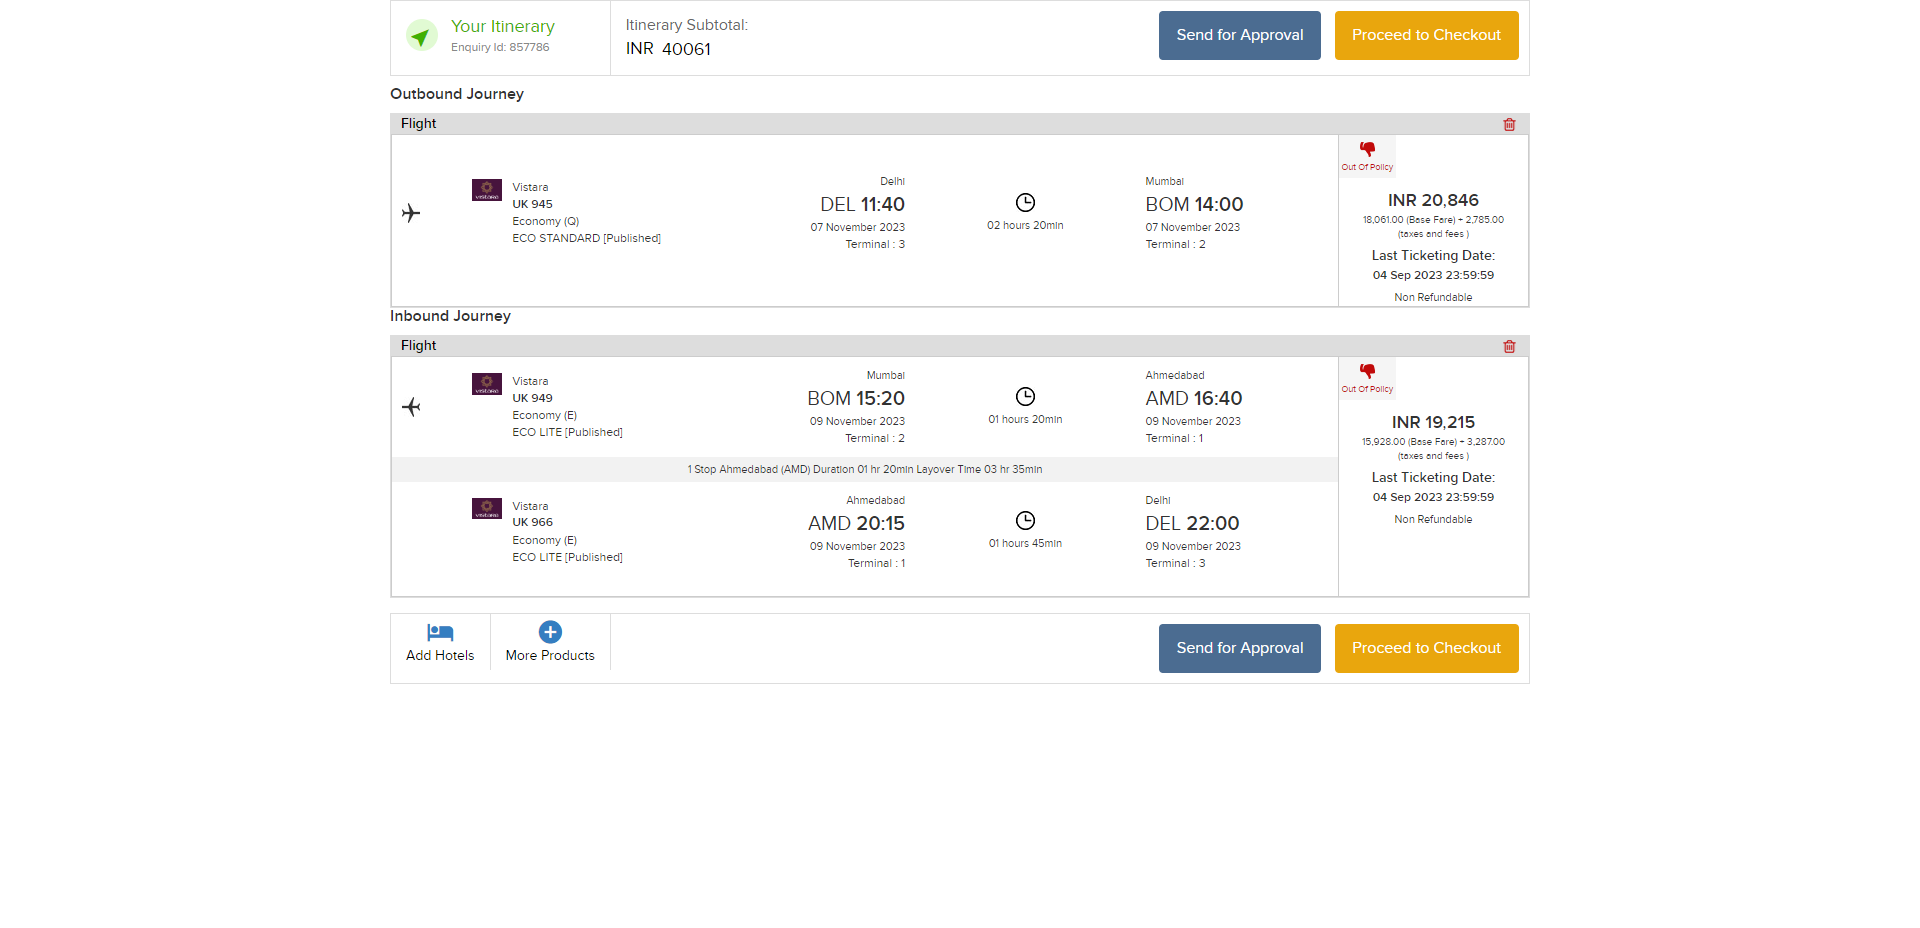 Your Itinerary
Enquiry Id: 857786
Itinerary Subtotal:
INR 40061
Send for Approval
Proceed to Checkout
Outbound Journey
Flight
vistara
Vistara
UK 945
Economy (Q)
ECO STANDARD [Published]
Delhi
DEL 11:40
07 November 2023
Terminal : 3
02 hours 20min
Mumbai
BOM 14:00
07 November 2023
Terminal : 2
Out Of Policy
INR 20,846
18,061.00 (Base Fare) + 2,785.00
(taxes and fees )
Last Ticketing Date:
04 Sep 2023 23:59:59
Non Refundable
Inbound Journey
Flight
vistara
Vistara
UK 949
Economy (E)
ECO LITE [Published]
Mumbai
BOM 15:20
09 November 2023
Terminal : 2
01 hours 20min
Ahmedabad
AMD 16:40
09 November 2023
Terminal : 1
Out Of Policy
INR 19,215
15,928.00 (Base Fare) + 3,287.00
(taxes and fees )
Last Ticketing Date:
04 Sep 2023 23:59:59
Non Refundable
1 Stop Ahmedabad (AMD) Duration 01 hr 20min Layover Time 03 hr 35min
vistara
Vistara
UK 966
Economy (E)
ECO LITE [Published]
Ahmedabad
AMD 20:15
09 November 2023
Terminal : 1
01 hours 45min
Delhi
DEL 22:00
09 November 2023
Terminal : 3
Add Hotels
More Products
Send for Approval
Proceed to Checkout